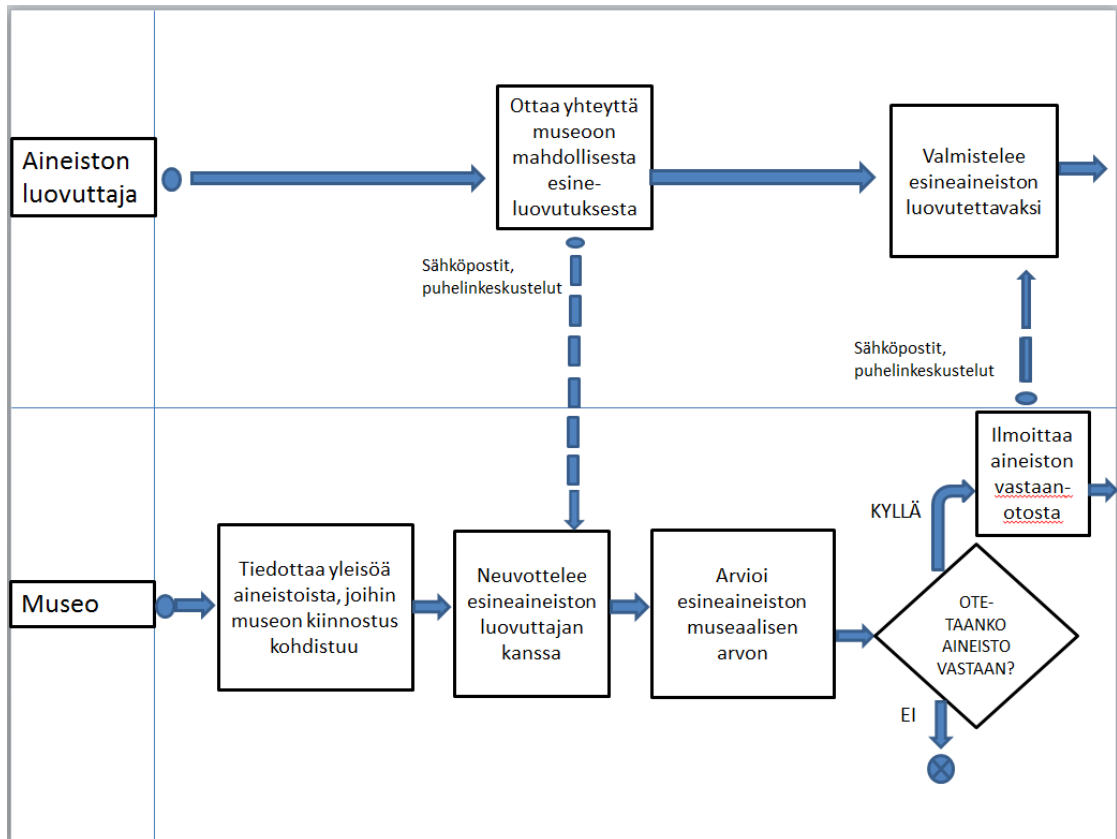 Aineiston
luovuttaja
Ottaa yhteyttä
museoon
mahdollisesta
esine-
luovutuksesta
Valmistelee
esineaineiston
luovutettavaksi
Sähköpostit,
puhelinkeskustelut
Sähköpostit,
puhelinkeskustelut
Museo
Tiedottaa yleisöä
aineistoista, joihin
museon kiinnostus
kohdistuu
Neuvottelee
esineaineiston
luovuttajan
kanssa
Arvioi
esineaineiston
museaalisen
arvon
OTE-
TAANKO
AINEISTO
VASTAAN?
KYLLÄ
Ilmoittaa
aineiston
vastaan-
otosta
EI